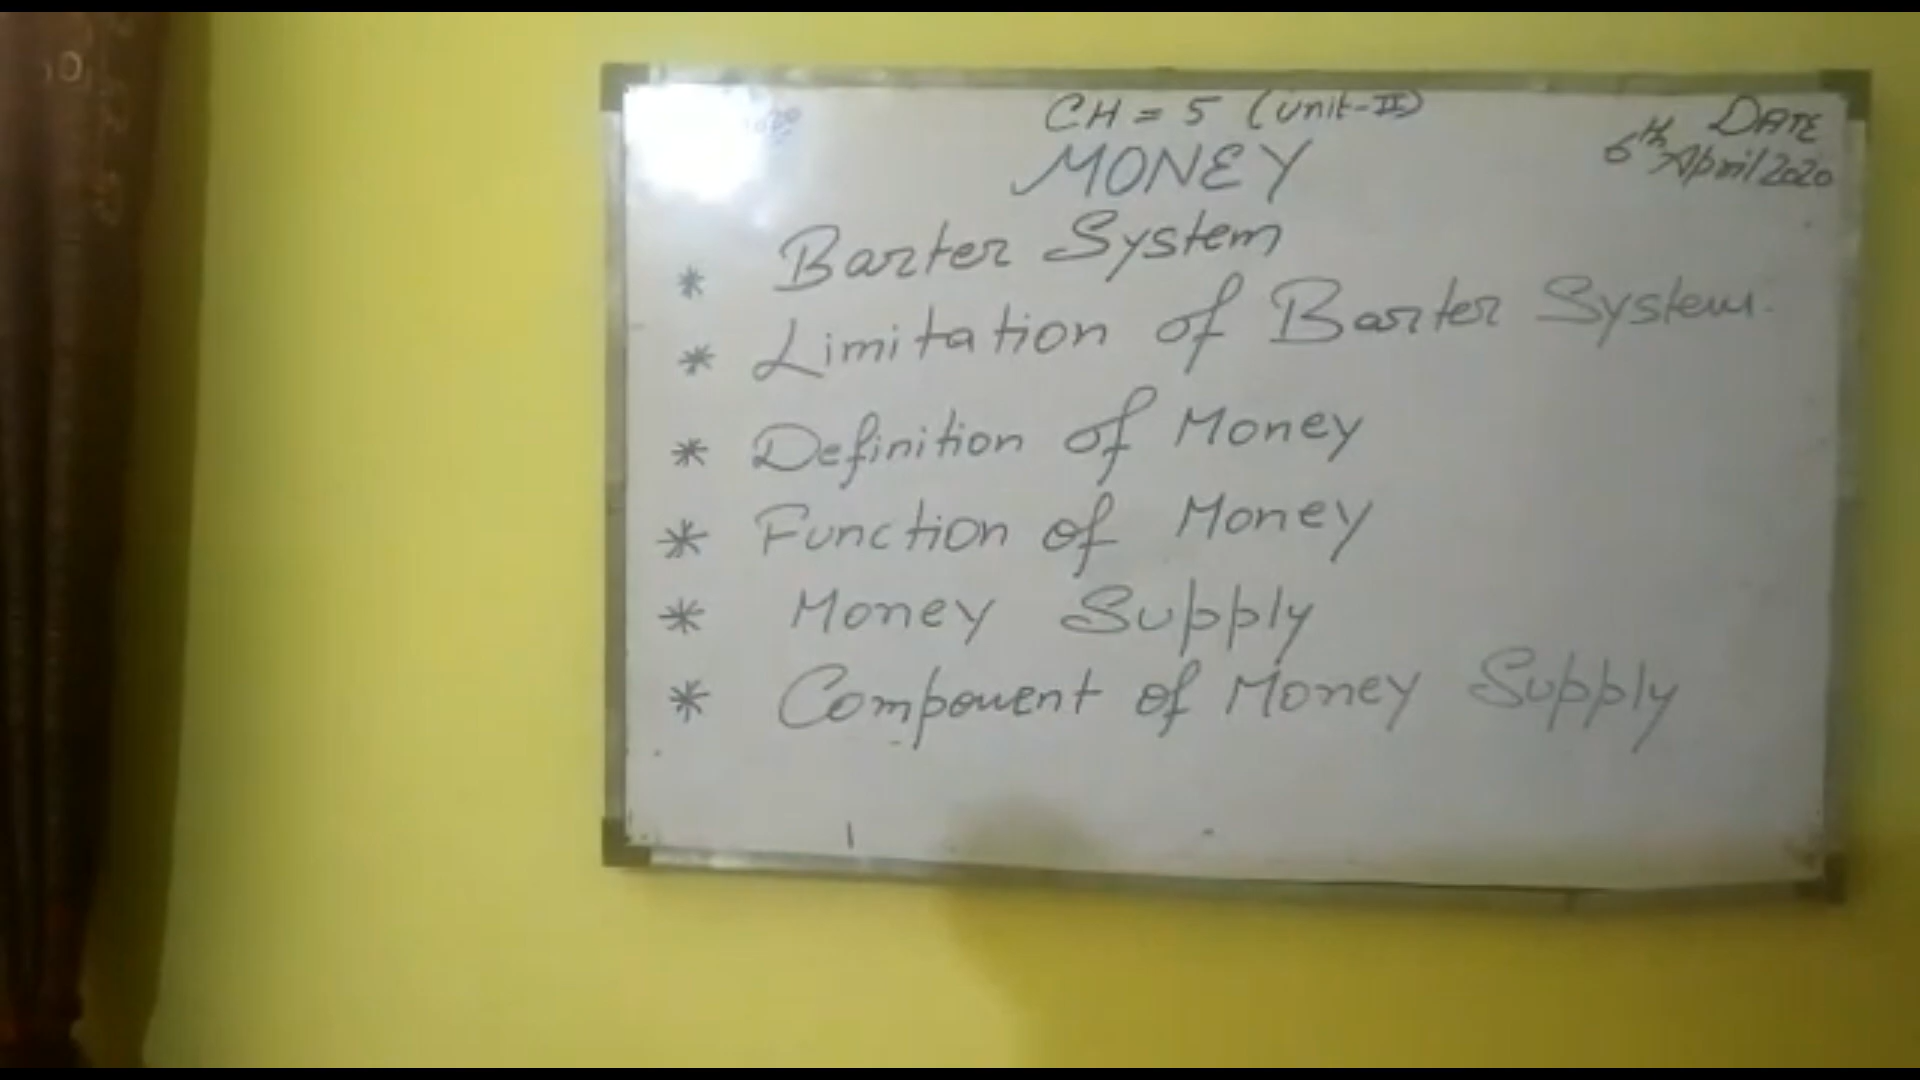 CH = 5 (Unit-II)
DATE
6th April 2020
MONEY
* Barter System
* Limitation of Barter System.
* Definition of Money
* Function of Money
* Money Supply
* Component of Money Supply